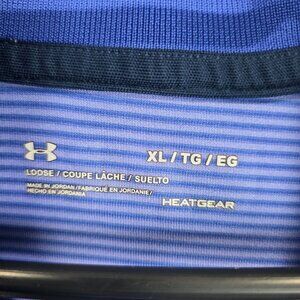 XL / TG / EG
LOOSE / COUPE LÂCHE / SUELTO
MADE IN JORDAN / FABRIQUÉ EN JORDANIE /
HECHO EN JORDANIA
HEATGEAR